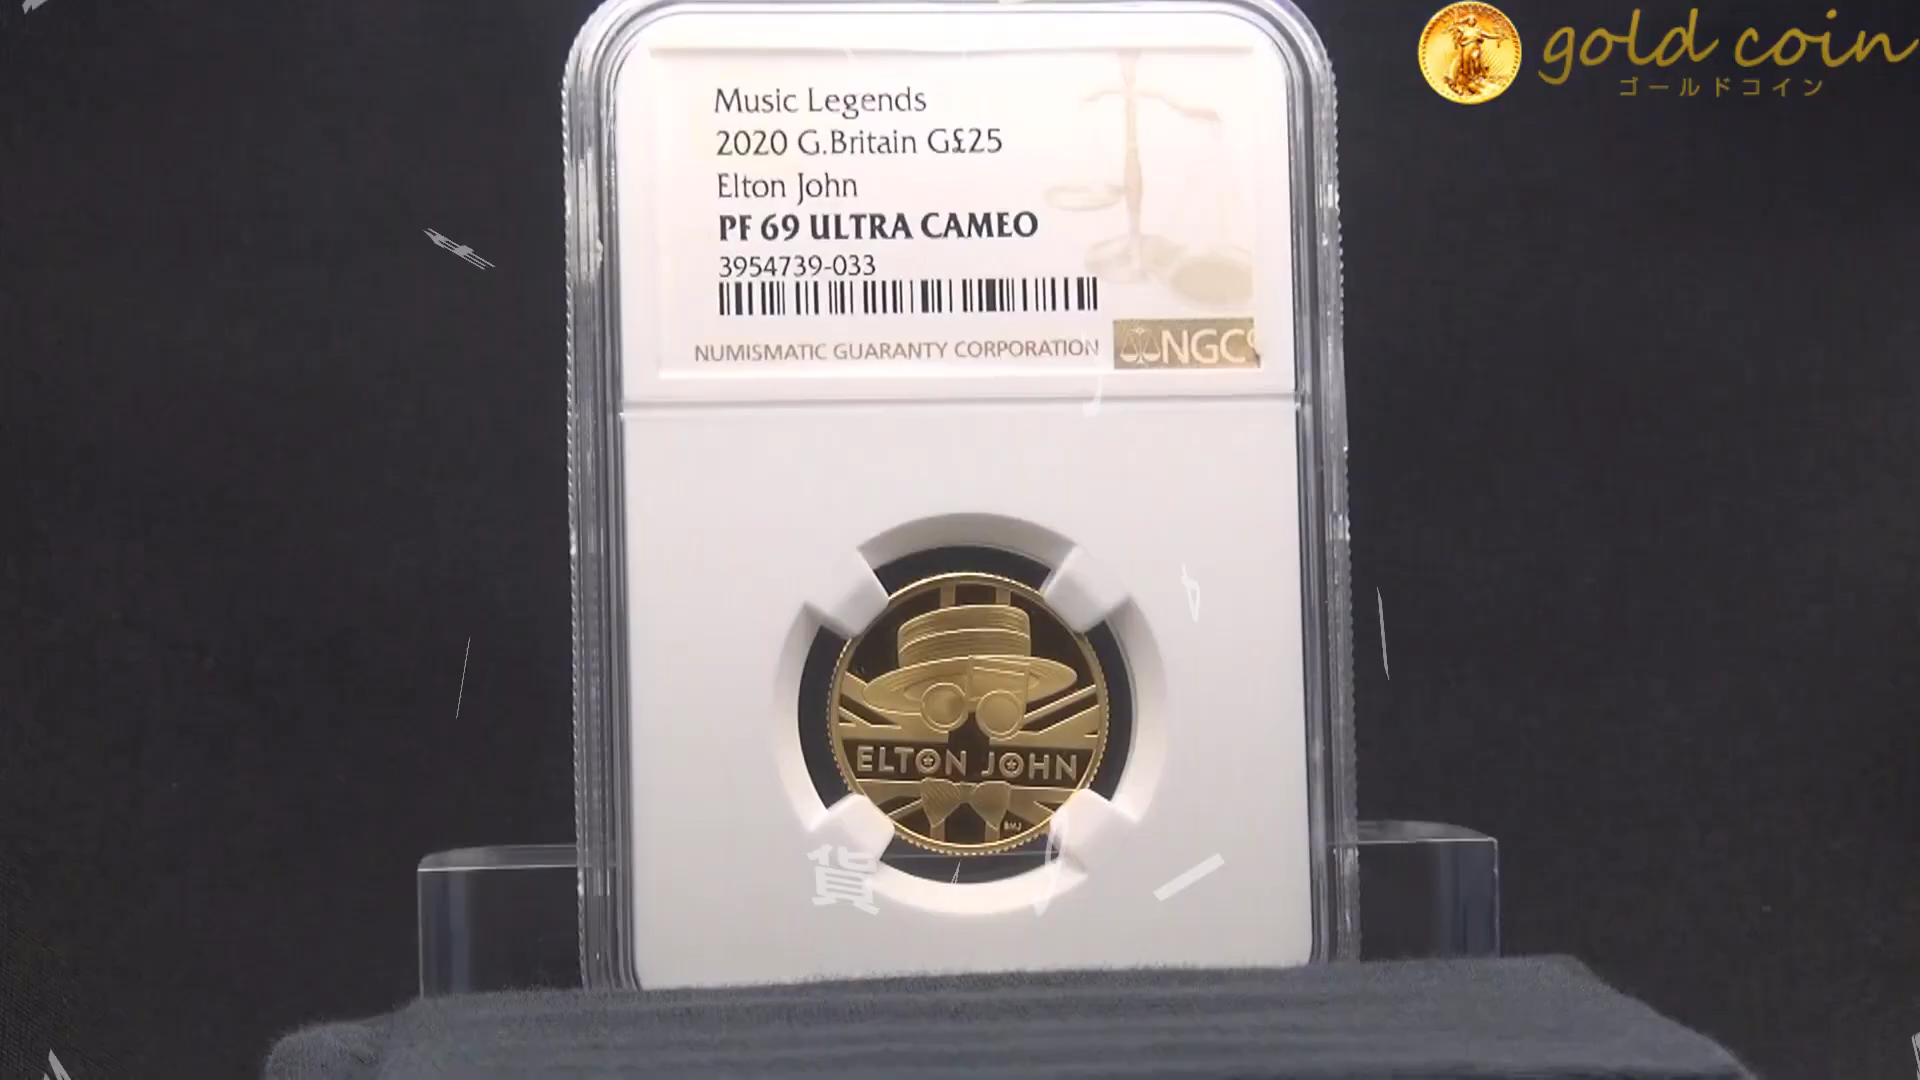 gold coin
ゴールドコイン
Music Legends
2020 G.Britain G£25
Elton John
PF 69 ULTRA CAMEO
3954739-033
NUMISMATIC GUARANTY CORPORATION
NGC
ELTON JOHN
BMJ
貨